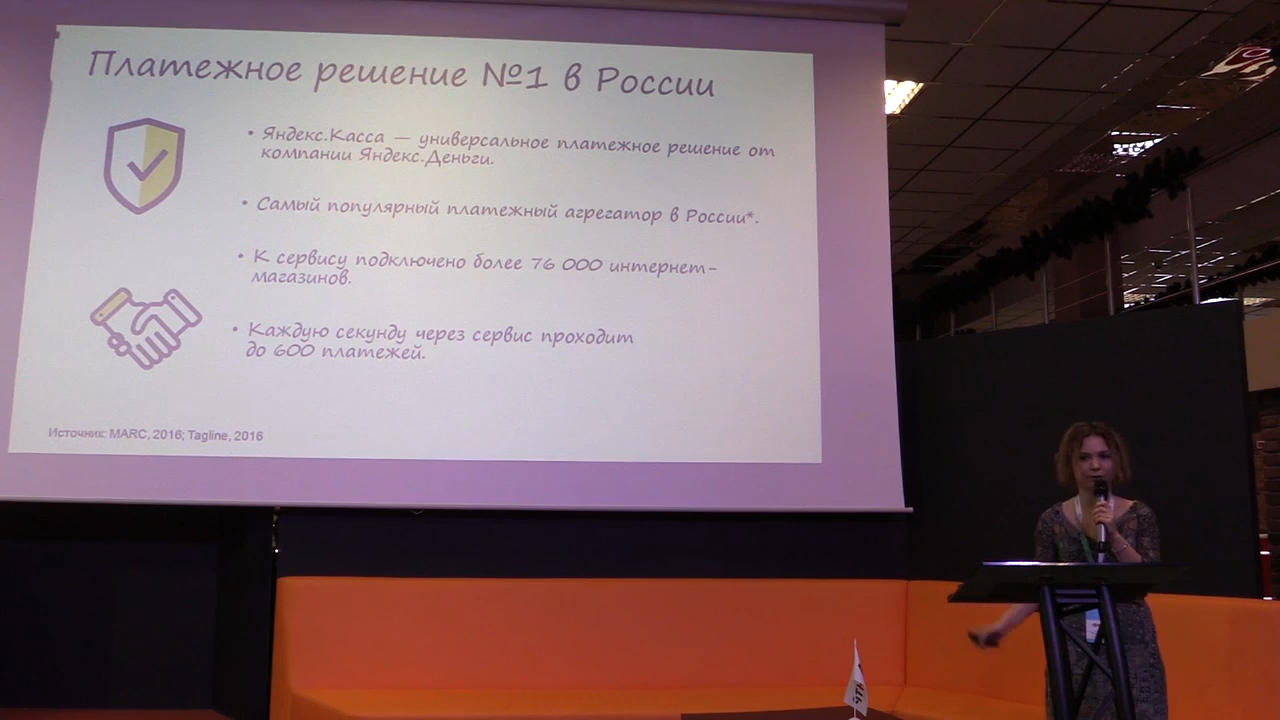 Платежное решение №1 в России
• Яндекс.Касса — универсальное платежное решение от
компании Яндекс.Деньги.
• Самый популярный платежный агрегатор в России*.
• К сервису подключено более 76 000 интернет-
магазинов.
• Каждую секунду через сервис проходит
до 600 платежей.
Источник: MARC, 2016; Tagline, 2016